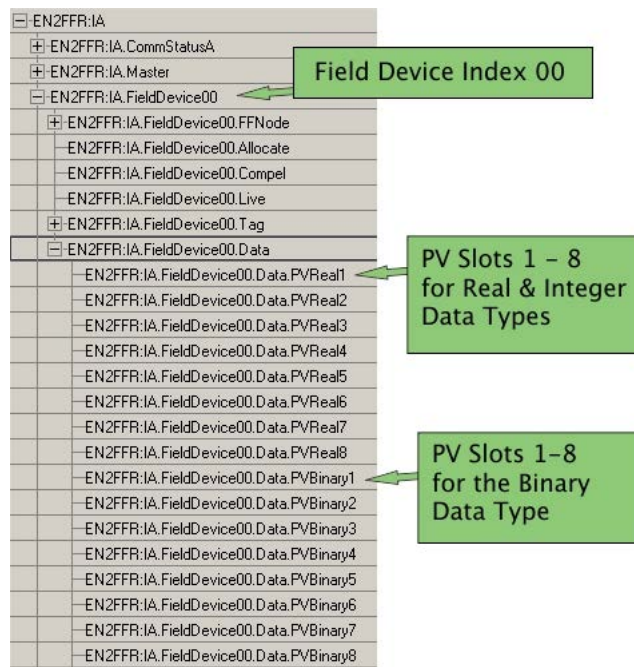 EN2FFR:IA
EN2FFR:IA.CommStatusA
EN2FFR:IA.Master
EN2FFR:IA.FieldDevice00
Field Device Index 00
EN2FFR:IA.FieldDevice00.FFNode
EN2FFR:IA.FieldDevice00.Allocate
EN2FFR:IA.FieldDevice00.Compel
EN2FFR:IA.FieldDevice00.Live
EN2FFR:IA.FieldDevice00.Tag
EN2FFR:IA.FieldDevice00.Data
EN2FFR:IA.FieldDevice00.Data.PVReal1
PV Slots 1 - 8
for Real & Integer
Data Types
EN2FFR:IA.FieldDevice00.Data.PVReal2
EN2FFR:IA.FieldDevice00.Data.PVReal3
EN2FFR:IA.FieldDevice00.Data.PVReal4
EN2FFR:IA.FieldDevice00.Data.PVReal5
EN2FFR:IA.FieldDevice00.Data.PVReal6
EN2FFR:IA.FieldDevice00.Data.PVReal7
EN2FFR:IA.FieldDevice00.Data.PVReal8
EN2FFR:IA.FieldDevice00.Data.PVBinary1
PV Slots 1-8
for the Binary
Data Type
EN2FFR:IA.FieldDevice00.Data.PVBinary2
EN2FFR:IA.FieldDevice00.Data.PVBinary3
EN2FFR:IA.FieldDevice00.Data.PVBinary4
EN2FFR:IA.FieldDevice00.Data.PVBinary5
EN2FFR:IA.FieldDevice00.Data.PVBinary6
EN2FFR:IA.FieldDevice00.Data.PVBinary7
EN2FFR:IA.FieldDevice00.Data.PVBinary8